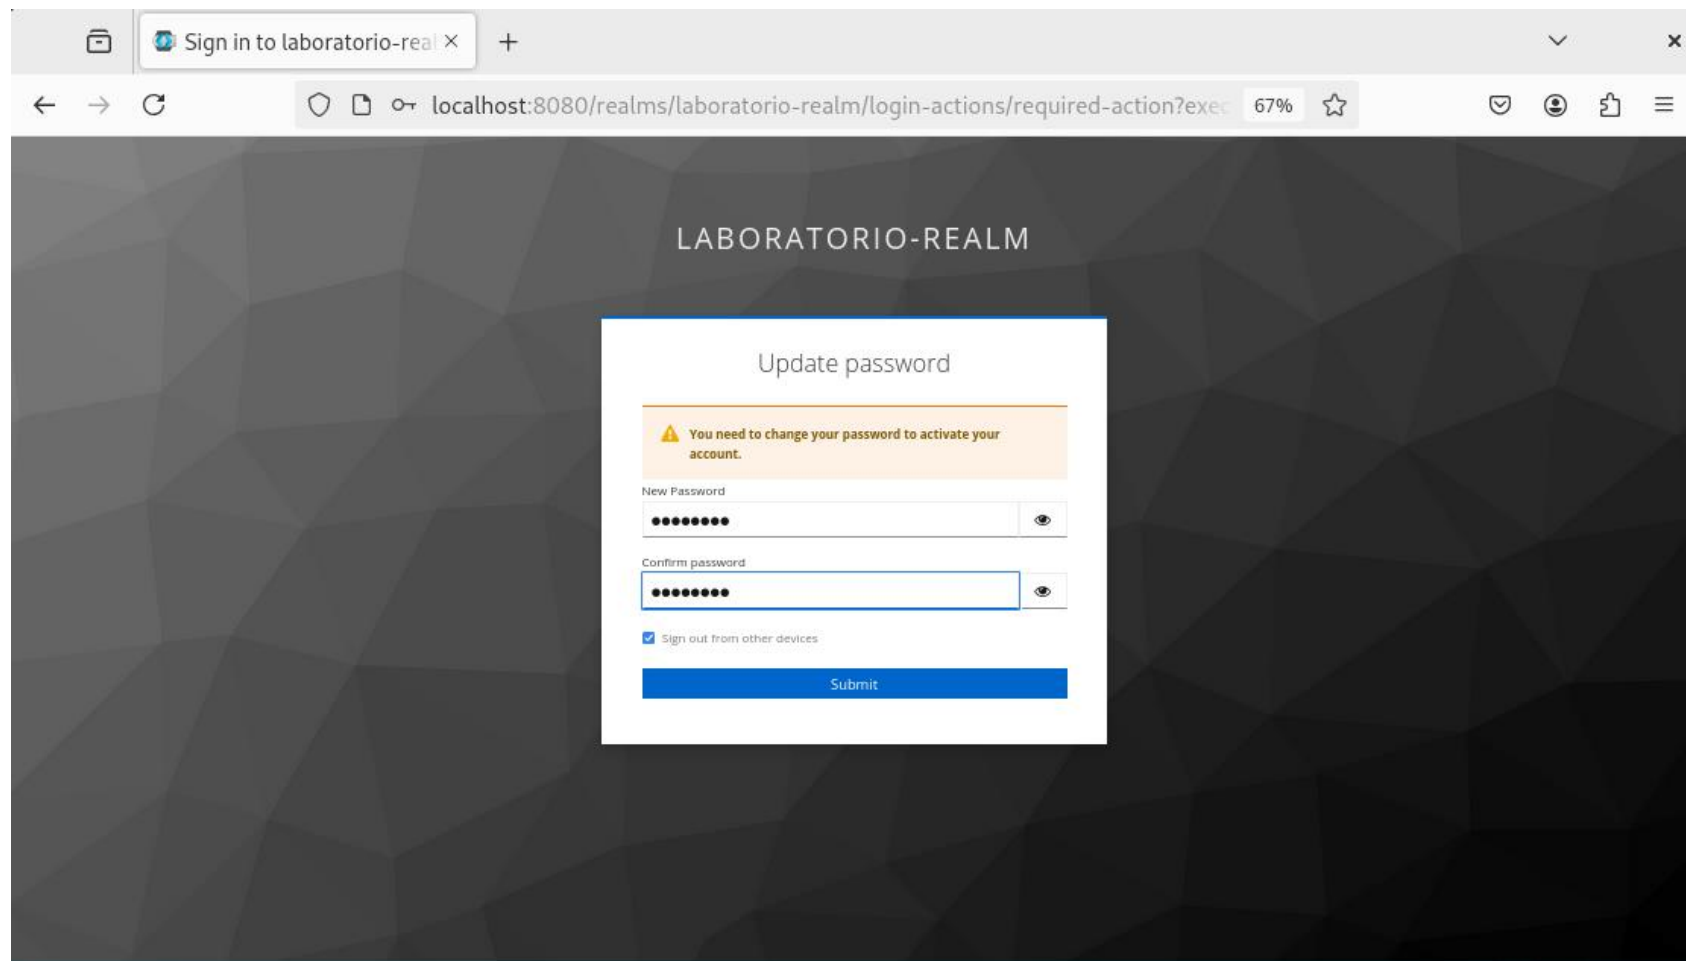 Sign in to laboratorio-real
localhost:8080/realms/laboratorio-realm/login-actions/required-action?exec
67%
LABORATORIO-REALM
Update password
You need to change your password to activate your
account.
New Password
●●●●●●●●
Confirm password
●●●●●●●●
Sign out from other devices
Submit